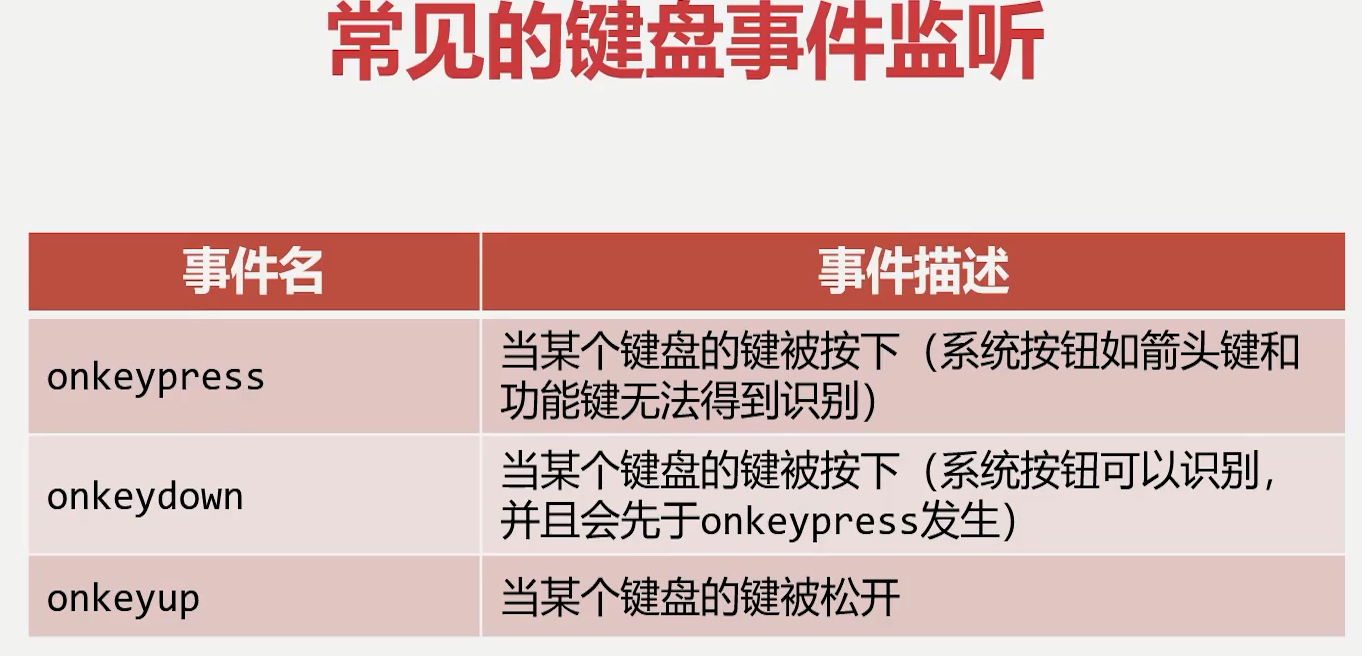 常见的键盘事件监听
事件名
事件描述
onkeypress
当某个键盘的键被按下（系统按钮如箭头键和
功能键无法得到识别）
onkeydown
当某个键盘的键被按下（系统按钮可以识别，
并且会先于onkeypress发生）
onkeyup
当某个键盘的键被松开